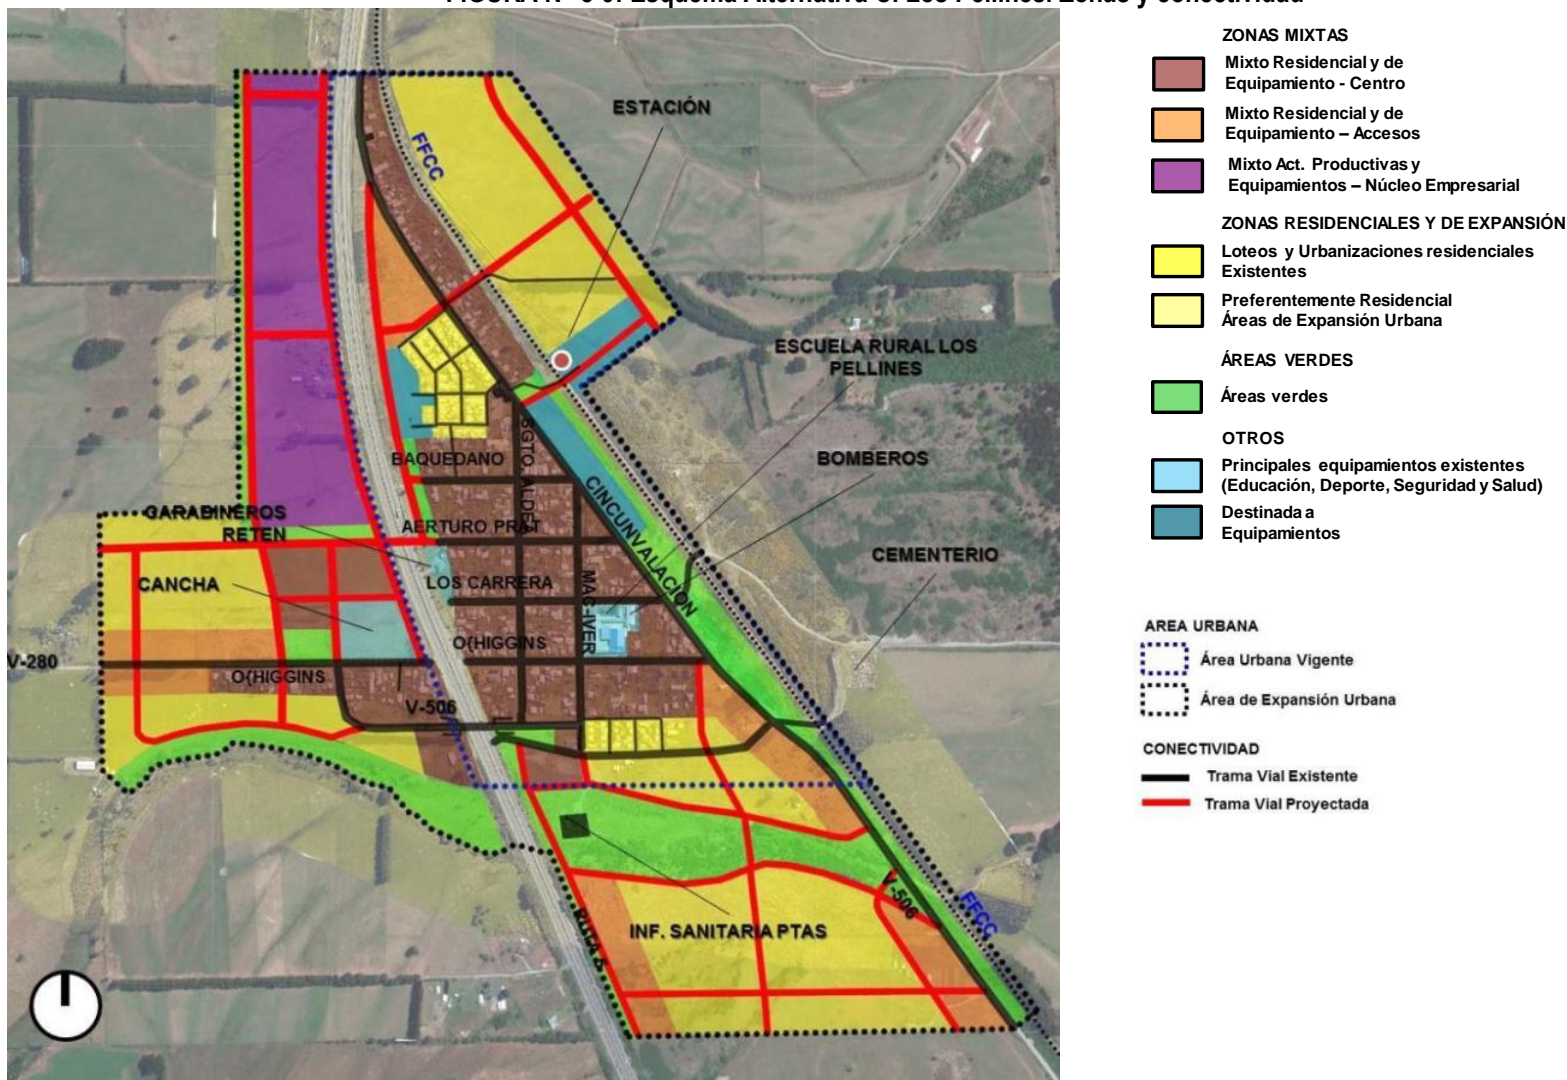 ZONAS MIXTAS
Mixto Residencial y de
Equipamiento - Centro
Mixto Residencial y de
Equipamiento – Accesos
Mixto Act. Productivas y
Equipamientos – Núcleo Empresarial
ZONAS RESIDENCIALES Y DE EXPANSIÓN
Loteos y Urbanizaciones residenciales
Existentes
Preferentemente Residencial
Áreas de Expansión Urbana
ÁREAS VERDES
Áreas verdes
OTROS
Principales equipamientos existentes
(Educación, Deporte, Seguridad y Salud)
Destinada a
Equipamientos
AREA URBANA
Área Urbana Vigente
Área de Expansión Urbana
CONECTIVIDAD
Trama Vial Existente
Trama Vial Proyectada
ESTACIÓN
FFCC
ESCUELA RURAL LOS
PELLINES
BAQUEDANO
SGTO. ALDEA
BOMBEROS
CINCUNVALACIÓN
CARABINEROS
RETEN
AERTURO PRAT
CEMENTERIO
CANCHA
LOS CARRERA
MAC-IVER
O{HIGGINS
V-280
O{HIGGINS
V-506
V-506
FFCC
INF. SANITARIA PTAS
RUTA 5